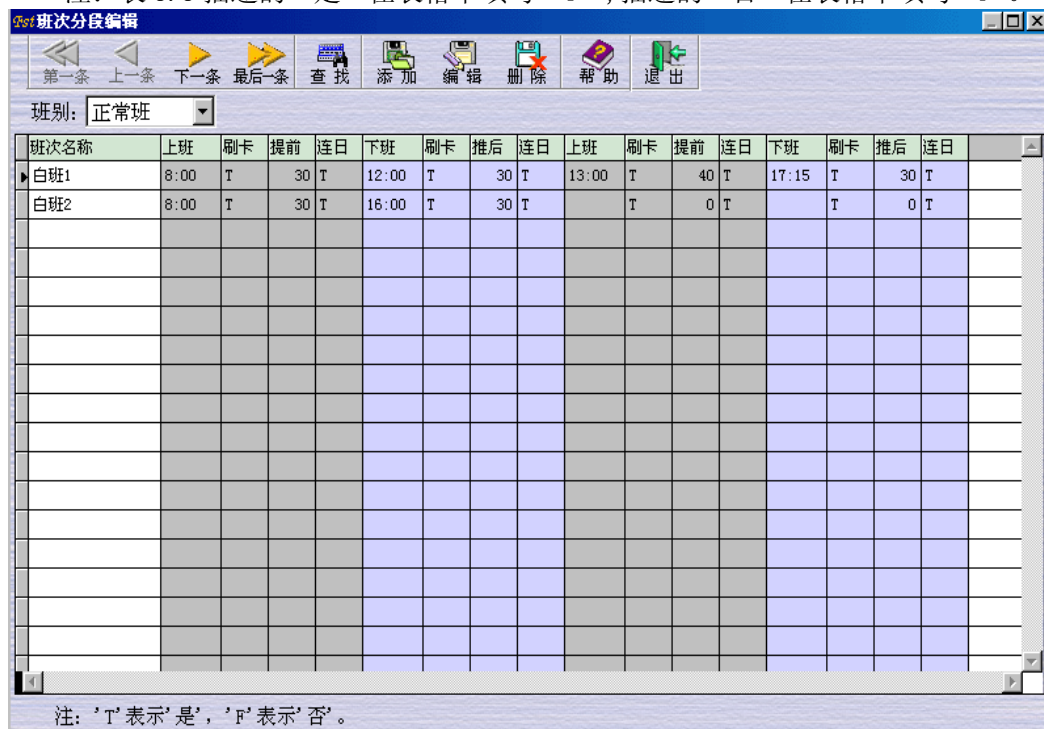 Pst班次分段编辑
第一条 上一条 下一条 最后一条 查找 添加 编辑 删除 帮助 退出
班别: 正常班
班次名称 上班 刷卡 提前 连日 下班 刷卡 推后 连日 上班 刷卡 提前 连日 下班 刷卡 推后 连日
白班1 8:00 T 30 T 12:00 T 30 T 13:00 T 40 T 17:15 T 30 T
白班2 8:00 T 30 T 16:00 T 30 T T 0 T T 0 T
注: 'T'表示'是', 'F'表示'否'。